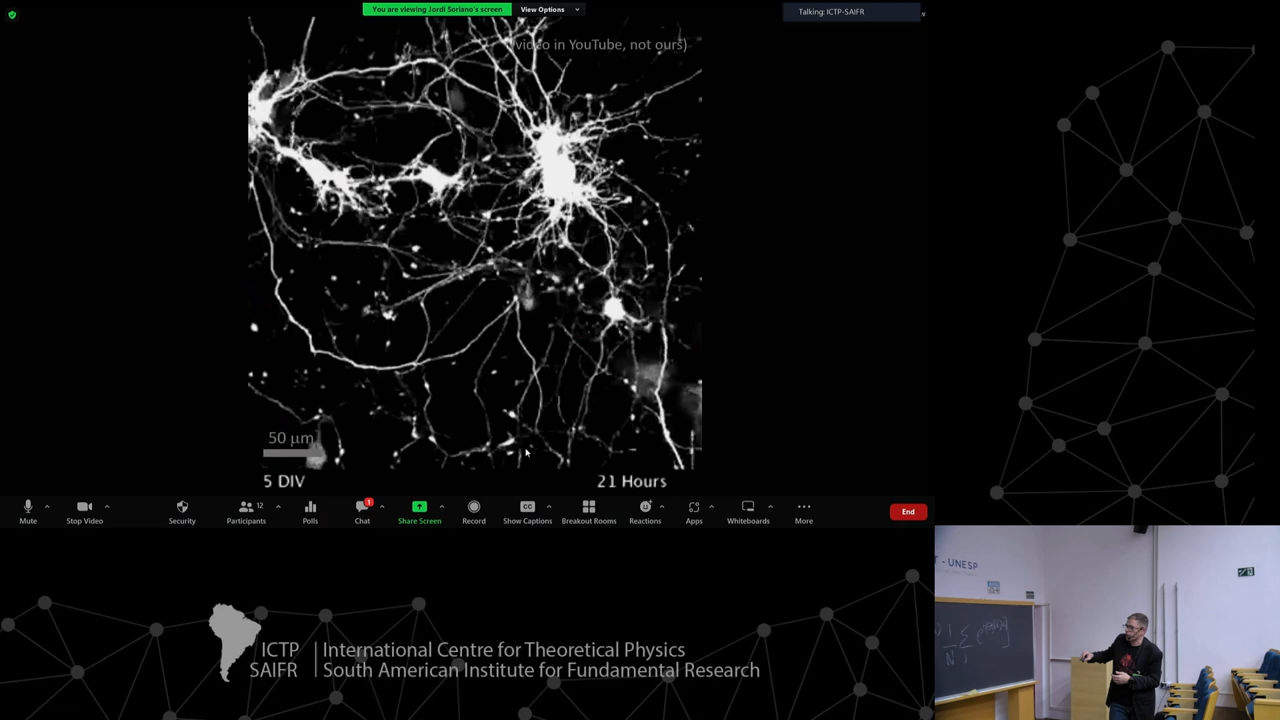 You are viewing Jordi Soriano's screen
View Options
Talking: ICTP-SAIFR
(video in YouTube, not ours)
50 μm
5 DIV
21 Hours
Mute
Stop Video
Security
Participants
12
Polls
Chat
1
Share Screen
Record
CC
Show Captions
Breakout Rooms
Reactions
Apps
Whiteboards
More
End
ICTP
SAIFR
International Centre for Theoretical Physics
South American Institute for Fundamental Research
- UNESP